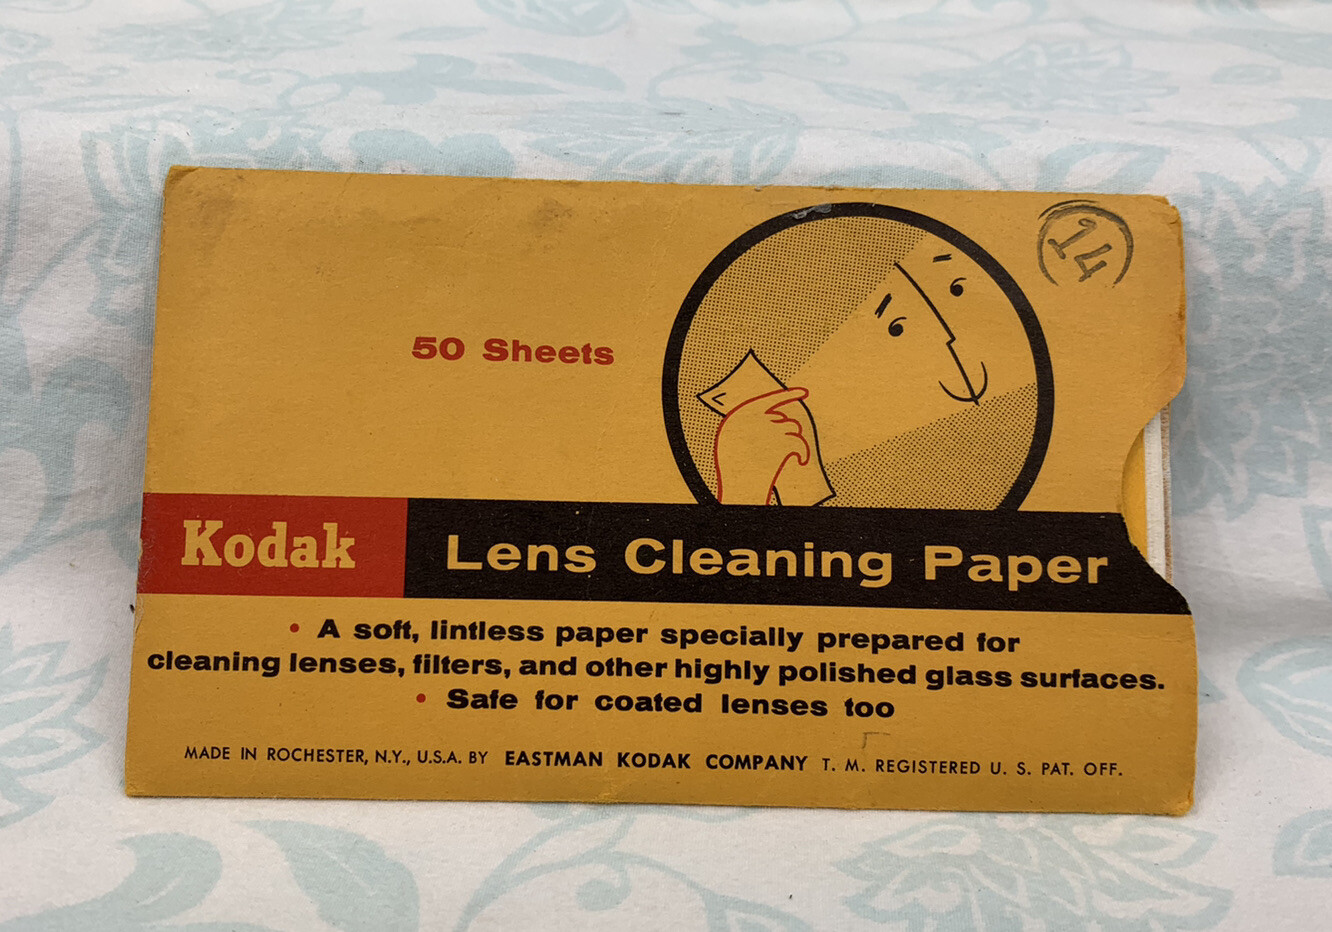 14
50 Sheets
Kodak Lens Cleaning Paper
• A soft, lintless paper specially prepared for
cleaning lenses, filters, and other highly polished glass surfaces.
• Safe for coated lenses too
MADE IN ROCHESTER, N.Y., U.S.A. BY EASTMAN KODAK COMPANY T. M. REGISTERED U. S. PAT. OFF.